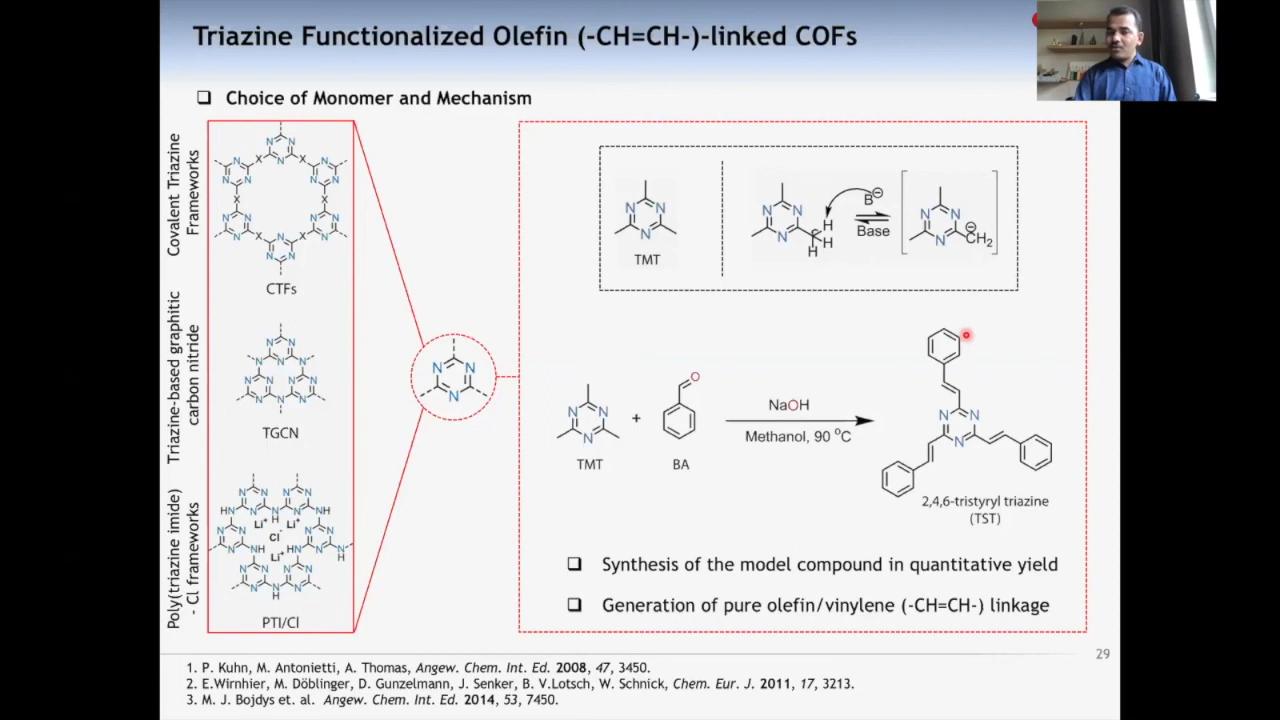 Triazine Functionalized Olefin (-CH=CH-)-linked COFs
Choice of Monomer and Mechanism
Covalent Triazine
Frameworks
CTFs
Triazine-based graphitic
carbon nitride
TGCN
Poly(triazine imide)
- Cl frameworks
PTI/Cl
TMT
B⊖
Base
TMT
+
BA
NaOH
Methanol, 90 °C
2,4,6-tristyryl triazine
(TST)
Synthesis of the model compound in quantitative yield
Generation of pure olefin/vinylene (-CH=CH-) linkage
29
1. P. Kuhn, M. Antonietti, A. Thomas, Angew. Chem. Int. Ed. 2008, 47, 3450.
2. E.Wirnhier, M. Döblinger, D. Gunzelmann, J. Senker, B. V.Lotsch, W. Schnick, Chem. Eur. J. 2011, 17, 3213.
3. M. J. Bojdys et. al. Angew. Chem. Int. Ed. 2014, 53, 7450.